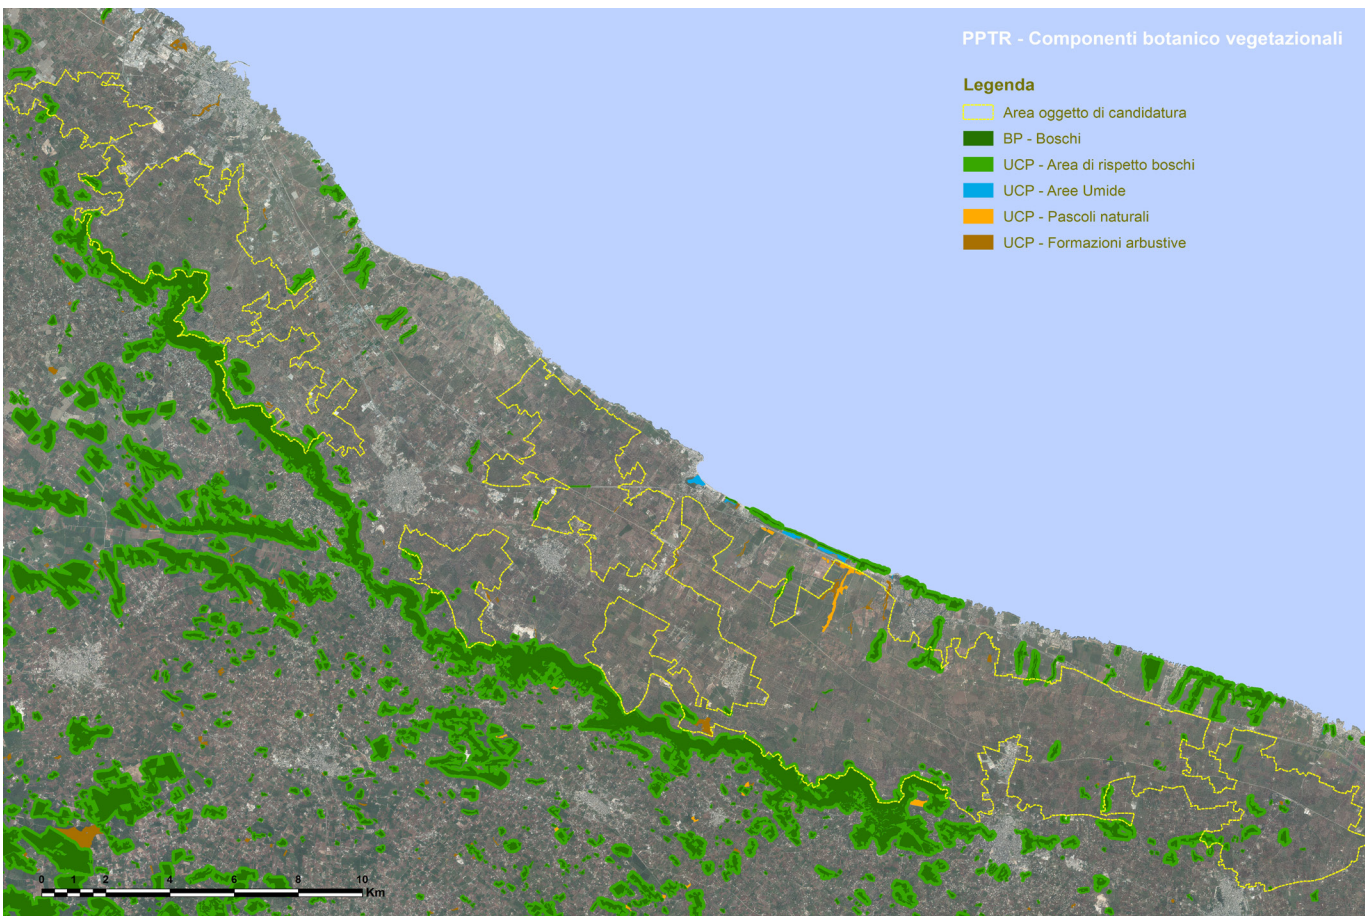 PPTR - Componenti botanico vegetazionali
Legenda
Area oggetto di candidatura
BP - Boschi
UCP - Area di rispetto boschi
UCP - Aree Umide
UCP - Pascoli naturali
UCP - Formazioni arbustive
0 1 2 4 6 8 10
Km